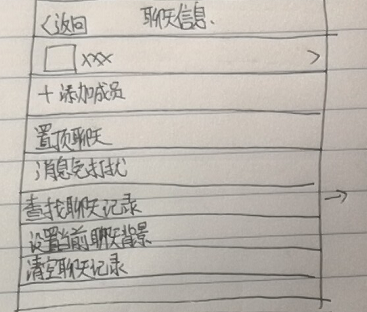 <返回 聊天信息.
xxx >
+ 添加成员
置顶聊天
消息免打扰
查找聊天记录 →
设置当前聊天背景
清空聊天记录